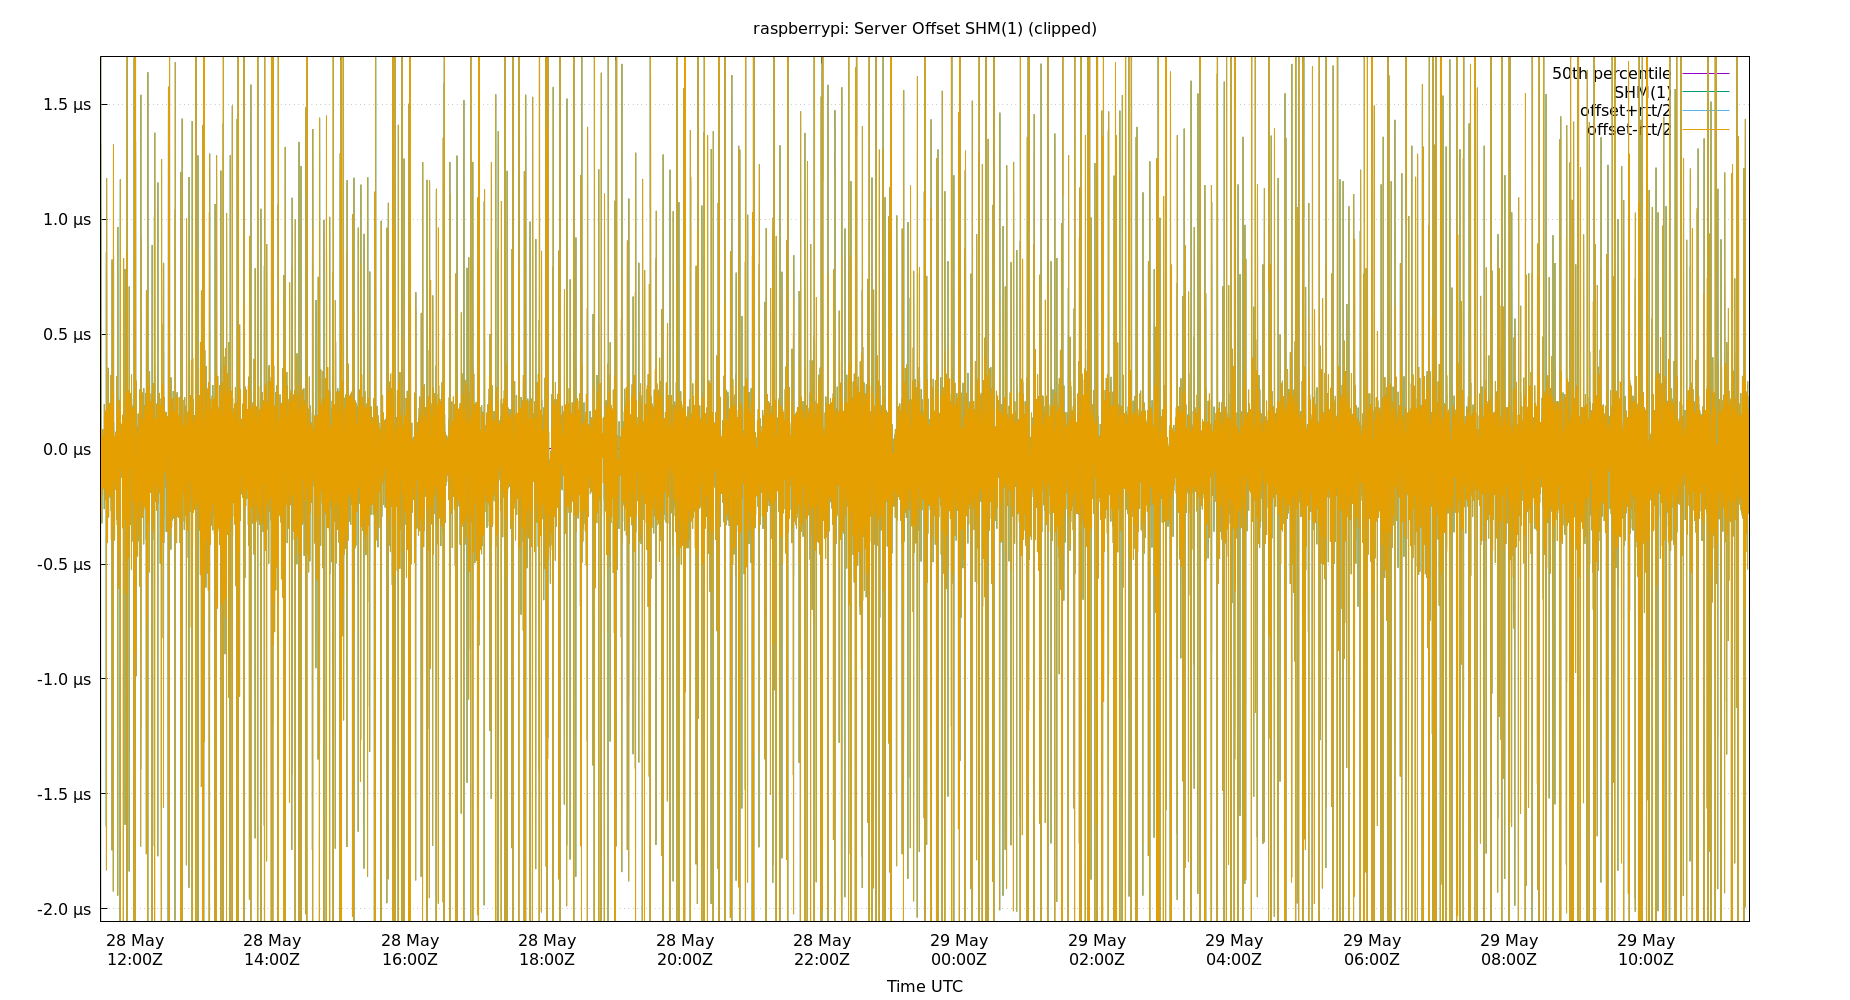 raspberrypi: Server Offset SHM(1) (clipped)
50th percentile
SHM(1)
offset+rtt/2
offset-rtt/2
1.5 µs
1.0 µs
0.5 µs
0.0 µs
-0.5 µs
-1.0 µs
-1.5 µs
-2.0 µs
28 May 28 May 28 May 28 May 28 May 28 May 29 May 29 May 29 May 29 May 29 May 29 May
12:00Z 14:00Z 16:00Z 18:00Z 20:00Z 22:00Z 00:00Z 02:00Z 04:00Z 06:00Z 08:00Z 10:00Z
Time UTC